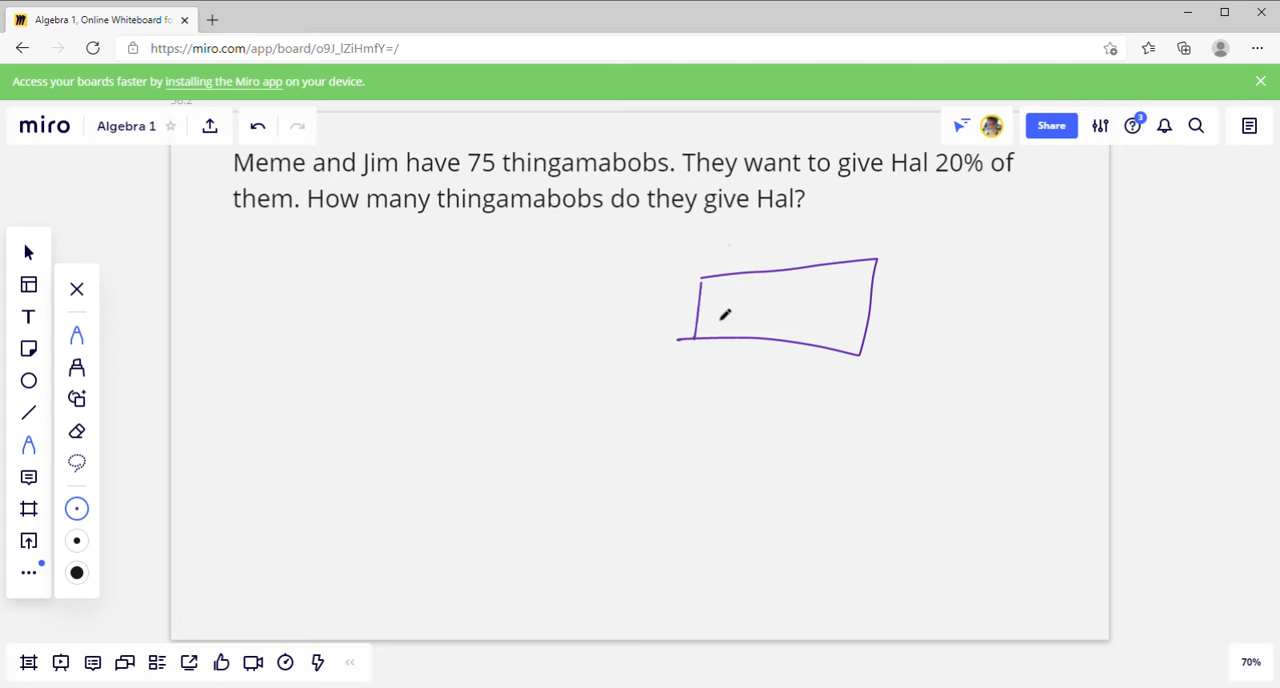 Algebra 1, Online Whiteboard fo
https://miro.com/app/board/o9J_lZiHmfY=/
Access your boards faster by installing the Miro app on your device.
miro
Algebra 1
Share
3
Meme and Jim have 75 thingamabobs. They want to give Hal 20% of
them. How many thingamabobs do they give Hal?
70%